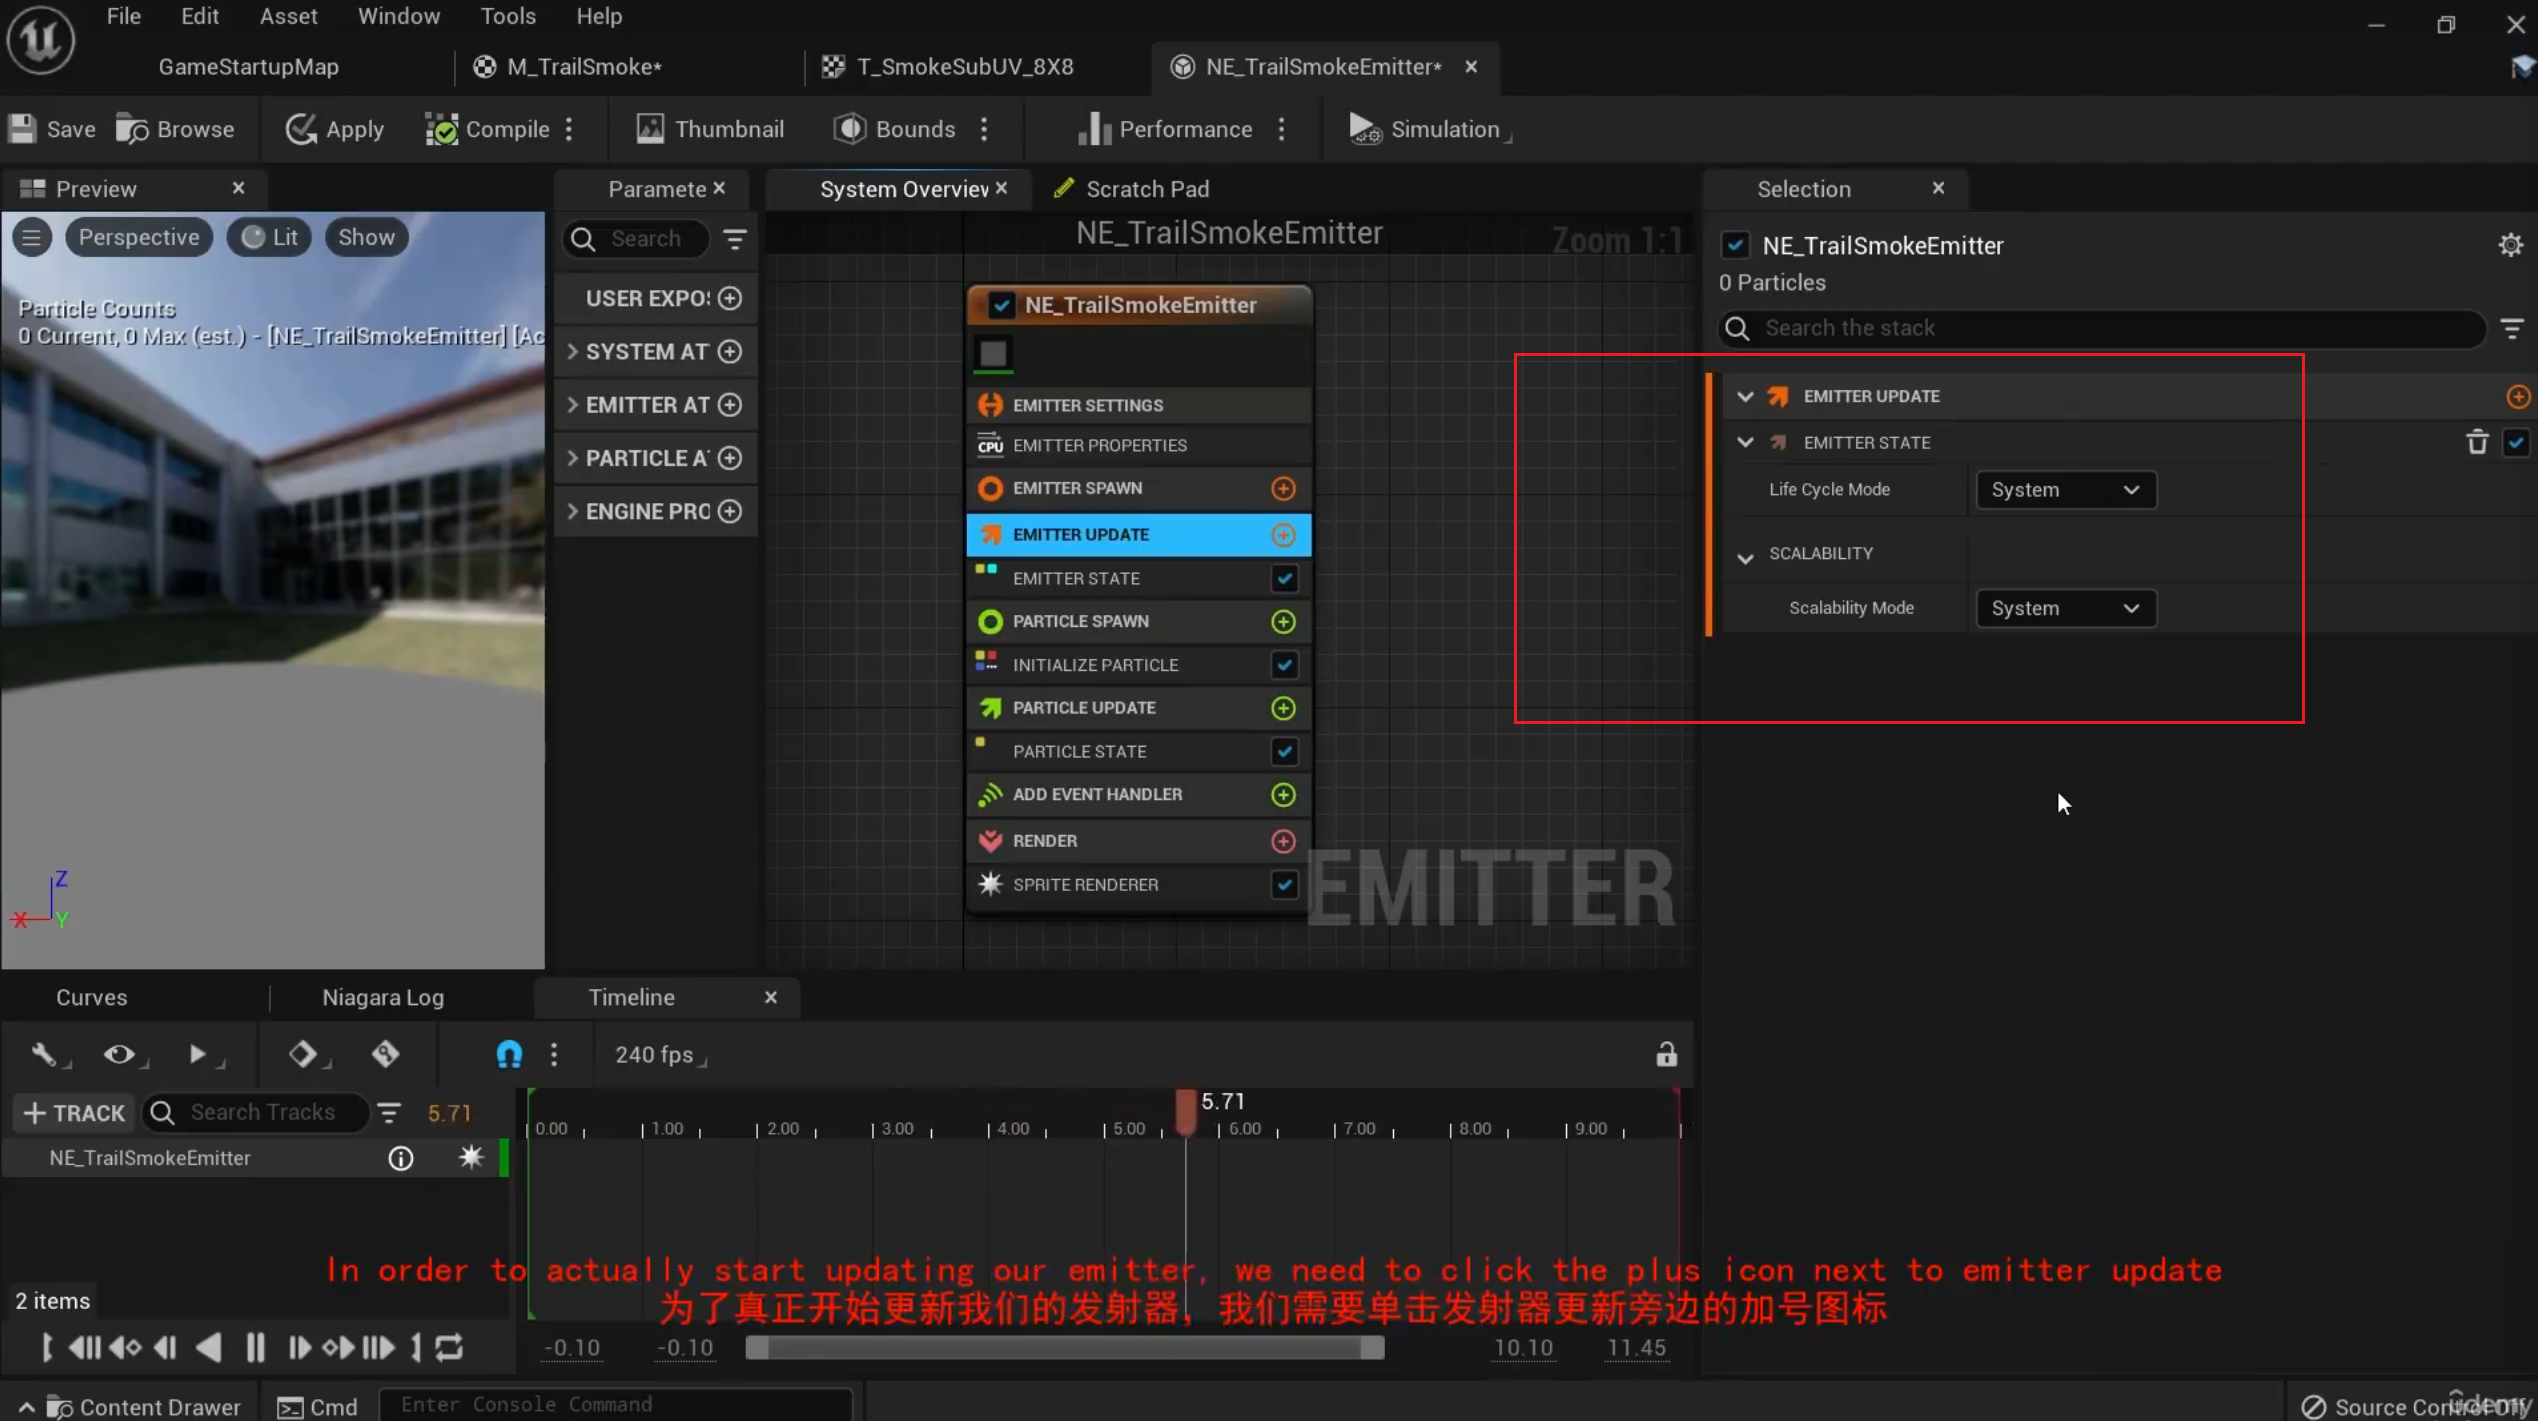 File Edit Asset Window Tools Help
GameStartupMap M_TrailSmoke* T_SmokeSubUV_8X8 NE_TrailSmokeEmitter*
Save Browse Apply Compile Thumbnail Bounds Performance Simulation
Preview Paramete System Overview Scratch Pad Selection
Perspective Lit Show
Search
NE_TrailSmokeEmitter Zoom 1:1
NE_TrailSmokeEmitter
0 Particles
Search the stack
Particle Counts
0 Current, 0 Max (est.) - [NE_TrailSmokeEmitter] [Ac
USER EXPO
SYSTEM AT
EMITTER AT
PARTICLE A
ENGINE PRO
NE_TrailSmokeEmitter
EMITTER SETTINGS
CPU EMITTER PROPERTIES
EMITTER SPAWN
EMITTER UPDATE
EMITTER STATE
PARTICLE SPAWN
INITIALIZE PARTICLE
PARTICLE UPDATE
PARTICLE STATE
ADD EVENT HANDLER
RENDER
SPRITE RENDERER
EMITTER
EMITTER UPDATE
EMITTER STATE
Life Cycle Mode System
SCALABILITY
Scalability Mode System
Z
X Y
Curves Niagara Log Timeline
240 fps
+ TRACK Search Tracks 5.71
5.71
0.00 1.00 2.00 3.00 4.00 5.00 6.00 7.00 8.00 9.00
NE_TrailSmokeEmitter
In order to actually start updating our emitter, we need to click the plus icon next to emitter update
为了真正开始更新我们的发射器，我们需要单击发射器更新旁边的加号图标
2 items
-0.10 -0.10 10.10 11.45
Content Drawer Cmd Enter Console Command Source Control Off
ûdemy